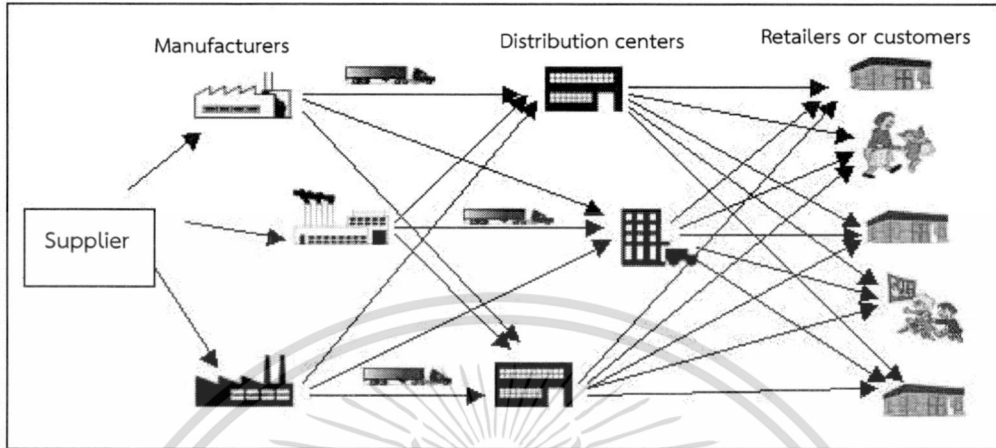 Manufacturers
Distribution centers
Retailers or customers
Supplier